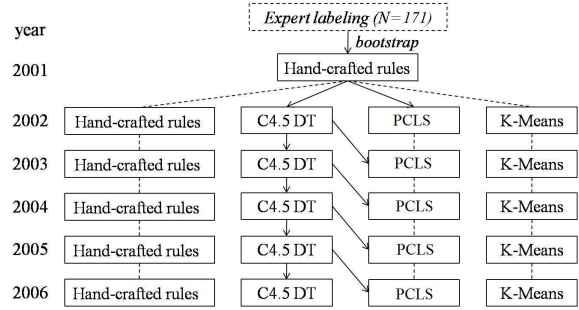 Expert labeling (N=171)
year
bootstrap
2001 Hand-crafted rules
2002 Hand-crafted rules C4.5 DT PCLS K-Means
2003 Hand-crafted rules C4.5 DT PCLS K-Means
2004 Hand-crafted rules C4.5 DT PCLS K-Means
2005 Hand-crafted rules C4.5 DT PCLS K-Means
2006 Hand-crafted rules C4.5 DT PCLS K-Means